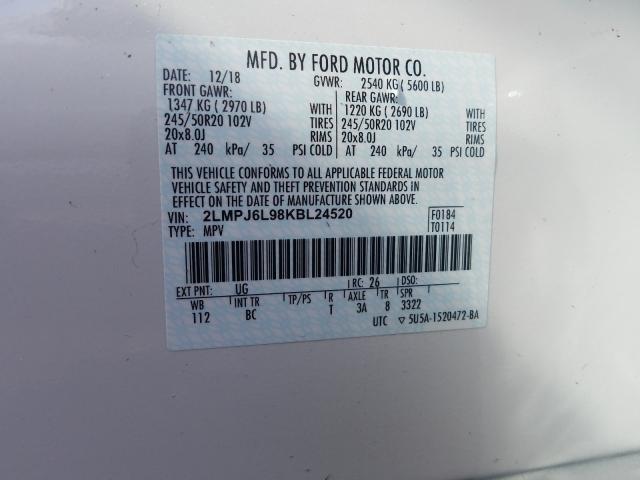 MFD. BY FORD MOTOR CO.
DATE: 12/18 GVWR: 2540 KG ( 5600 LB)
FRONT GAWR: REAR GAWR:
1347 KG ( 2970 LB) WITH 1220 KG ( 2690 LB) WITH
245/50R20 102V TIRES 245/50R20 102V TIRES
20x8.0J RIMS 20x8.0J RIMS
AT 240 kPa/ 35 PSI COLD AT 240 kPa/ 35 PSI COLD
THIS VEHICLE CONFORMS TO ALL APPLICABLE FEDERAL MOTOR
VEHICLE SAFETY AND THEFT PREVENTION STANDARDS IN
EFFECT ON THE DATE OF MANUFACTURE SHOWN ABOVE.
VIN: 2LMPJ6L98KBL24520 F0184
TYPE: MPV T0114
EXT PNT: UG RC: 26 DSO:
WB INT TR TP/PS R AXLE TR SPR
112 BC T 3A 8 3322
UTC ▽ 5U5A-1520472-BA